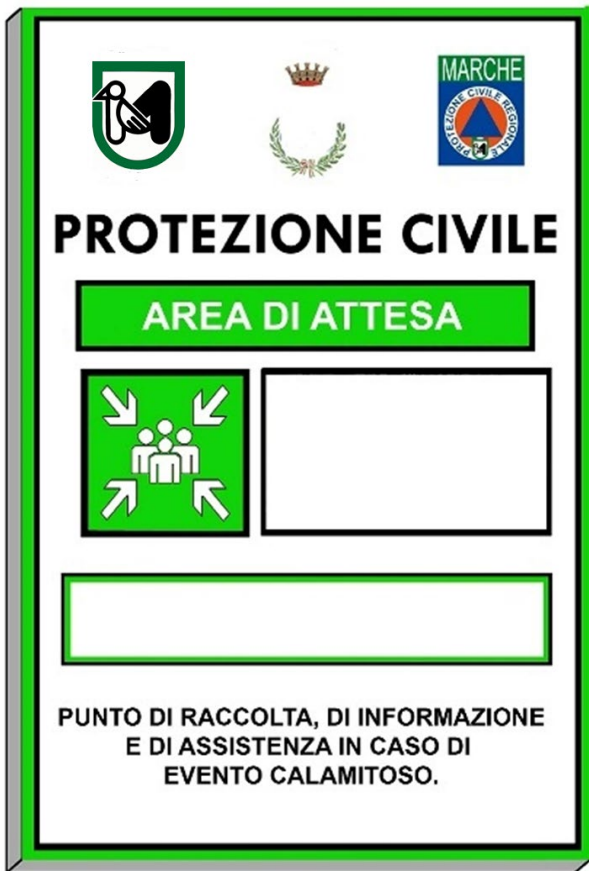 MARCHE
PROTEZIONE CIVILE REGIONALE
PROTEZIONE CIVILE
AREA DI ATTESA
PUNTO DI RACCOLTA, DI INFORMAZIONE
E DI ASSISTENZA IN CASO DI
EVENTO CALAMITOSO.